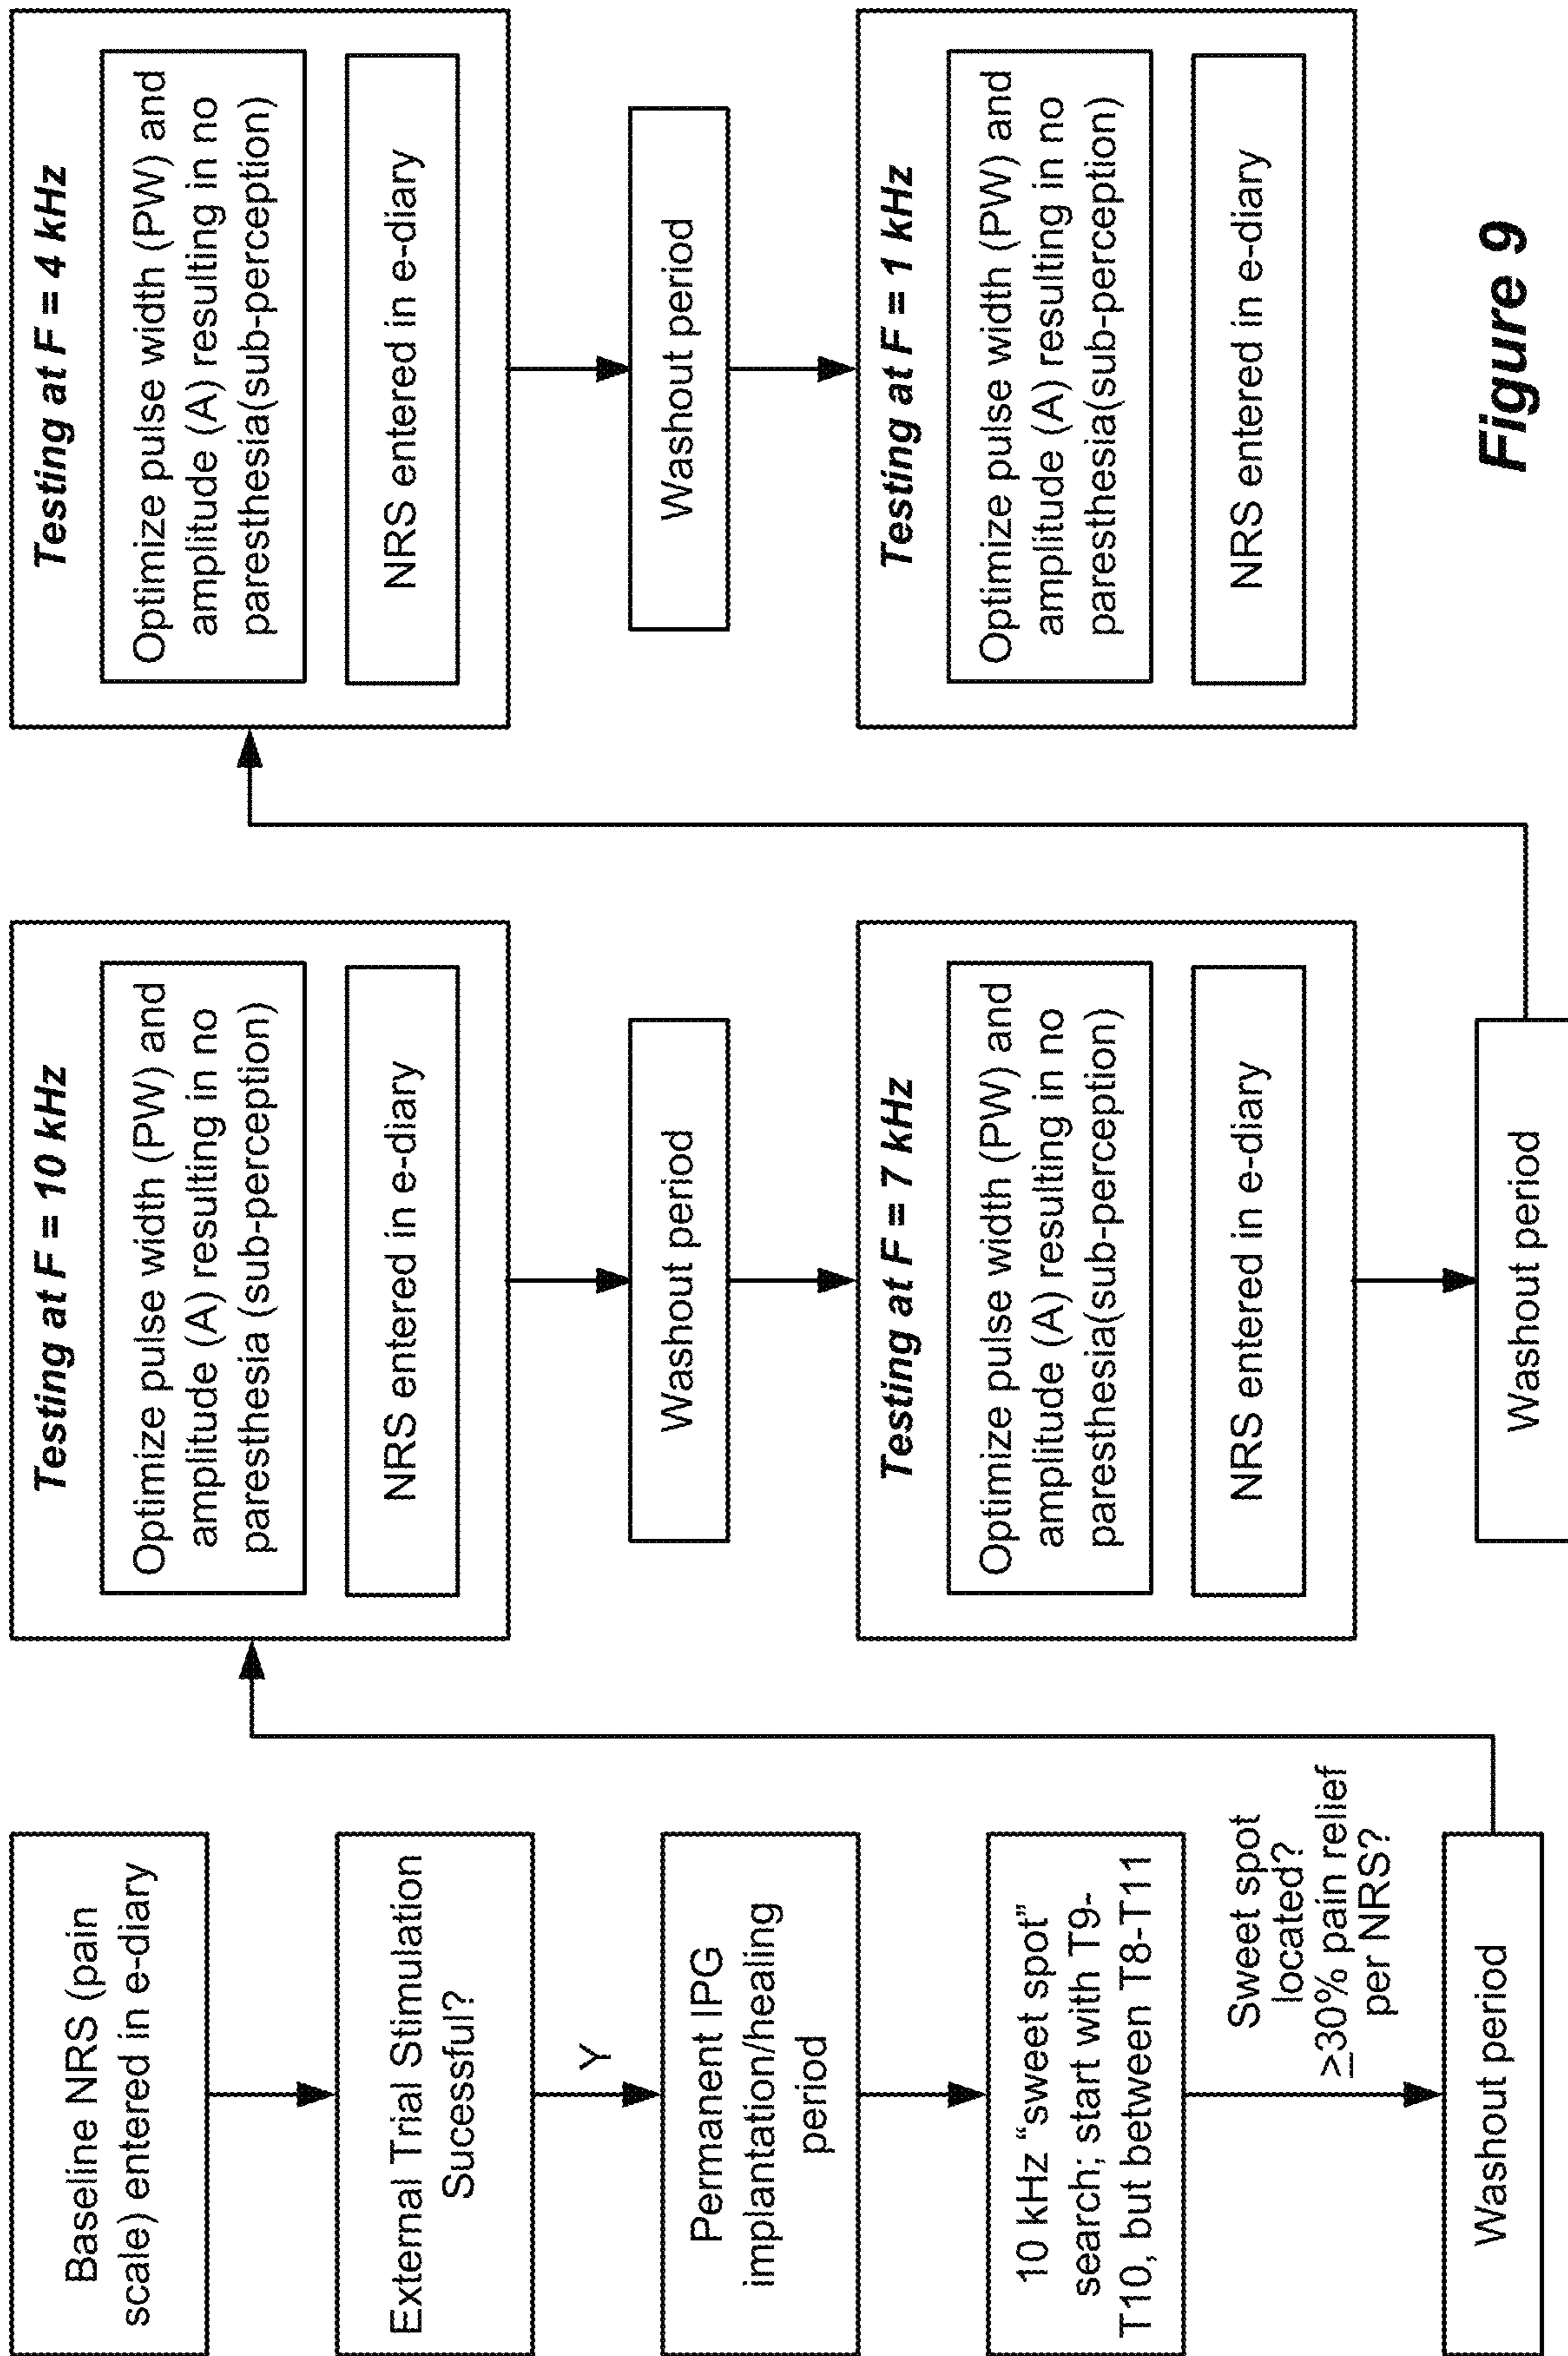 Baseline NRS (pain
scale) entered in e-diary
External Trial Stimulation
Sucessful?
Y
Permanent IPG
implantation/healing
period
10 kHz “sweet spot”
search; start with T9-
T10, but between T8-T11
Sweet spot
located?
≥30% pain relief
per NRS?
Washout period
Testing at F = 10 kHz
Optimize pulse width (PW) and
amplitude (A) resulting in no
paresthesia (sub-perception)
NRS entered in e-diary
Washout period
Testing at F = 7 kHz
Optimize pulse width (PW) and
amplitude (A) resulting in no
paresthesia(sub-perception)
NRS entered in e-diary
Washout period
Testing at F = 4 kHz
Optimize pulse width (PW) and
amplitude (A) resulting in no
paresthesia(sub-perception)
NRS entered in e-diary
Washout period
Testing at F = 1 kHz
Optimize pulse width (PW) and
amplitude (A) resulting in no
paresthesia(sub-perception)
NRS entered in e-diary
Figure 9